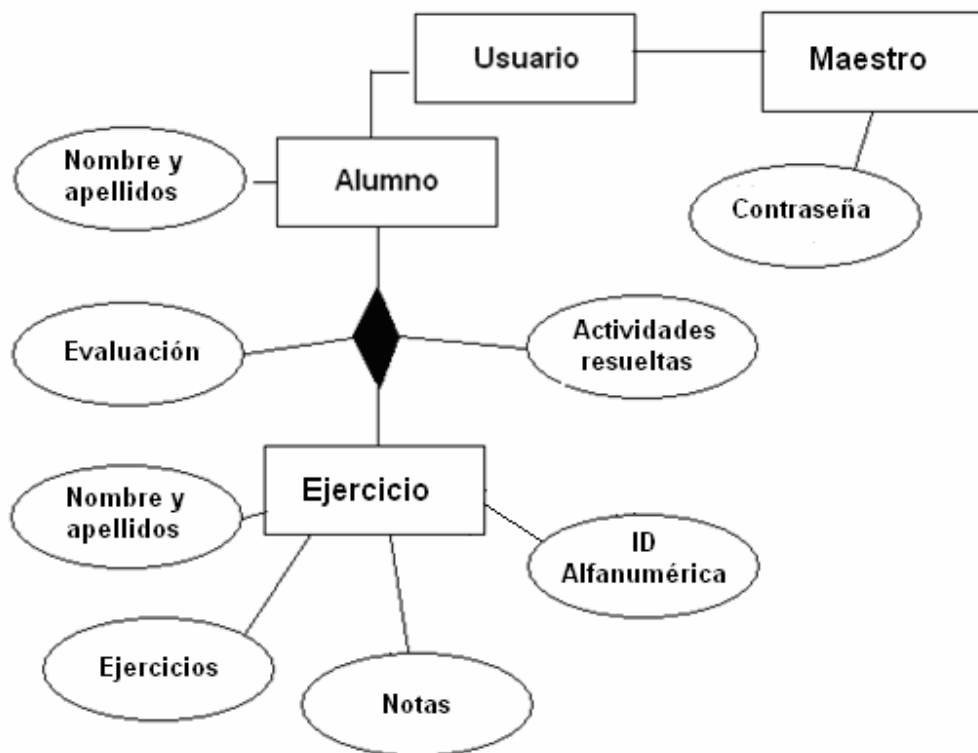 Usuario
Maestro
Nombre y
apellidos
Alumno
Contraseña
Evaluación
Actividades
resueltas
Nombre y
apellidos
Ejercicio
ID
Alfanumérica
Ejercicios
Notas